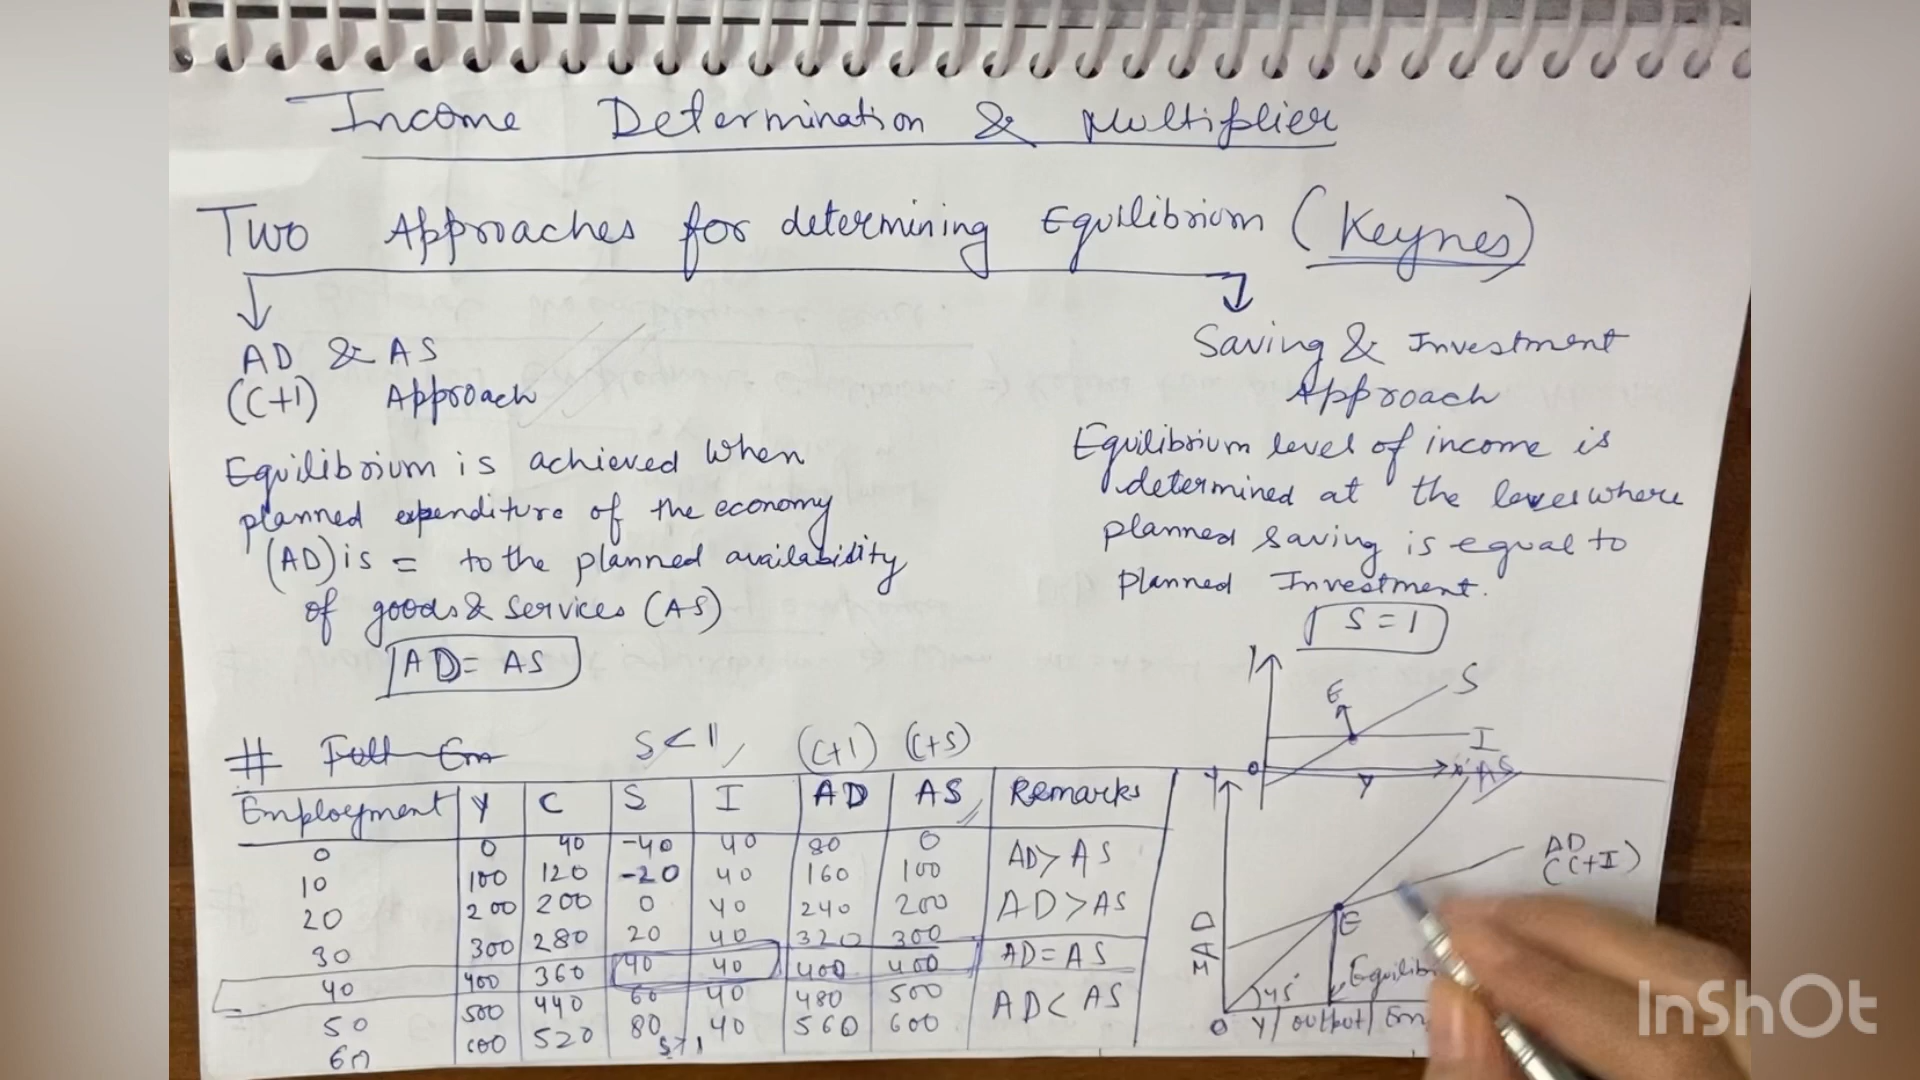 Income Determination & Multiplier
Two Approaches for determining Equilibrium (Keynes)
AD & AS
(C+I) Approach
Equilibrium is achieved When
planned expenditure of the economy
(AD) is = to the planned availability
of goods & services (AS)
AD = AS
Saving & Investment
Approach
Equilibrium level of income is
determined at the level where
planned saving is equal to
planned Investment.
S = I
Y
S
E
I
O
Y
X
# Full Em
S < I, (C+I) (C+S)
Employment Y C S I AD AS Remarks
0 0 40 -40 40 80 0 AD > AS
10 100 120 -20 40 160 100
20 200 200 0 40 240 200 AD > AS
30 300 280 20 40 320 300
40 400 360 40 40 400 400 AD = AS
50 500 440 60 40 480 500 AD < AS
60 600 520 80 40 560 600
S > I
Y
AS
AD
(C+I)
E
AD
45°
O
Y/output/Em
InShOt